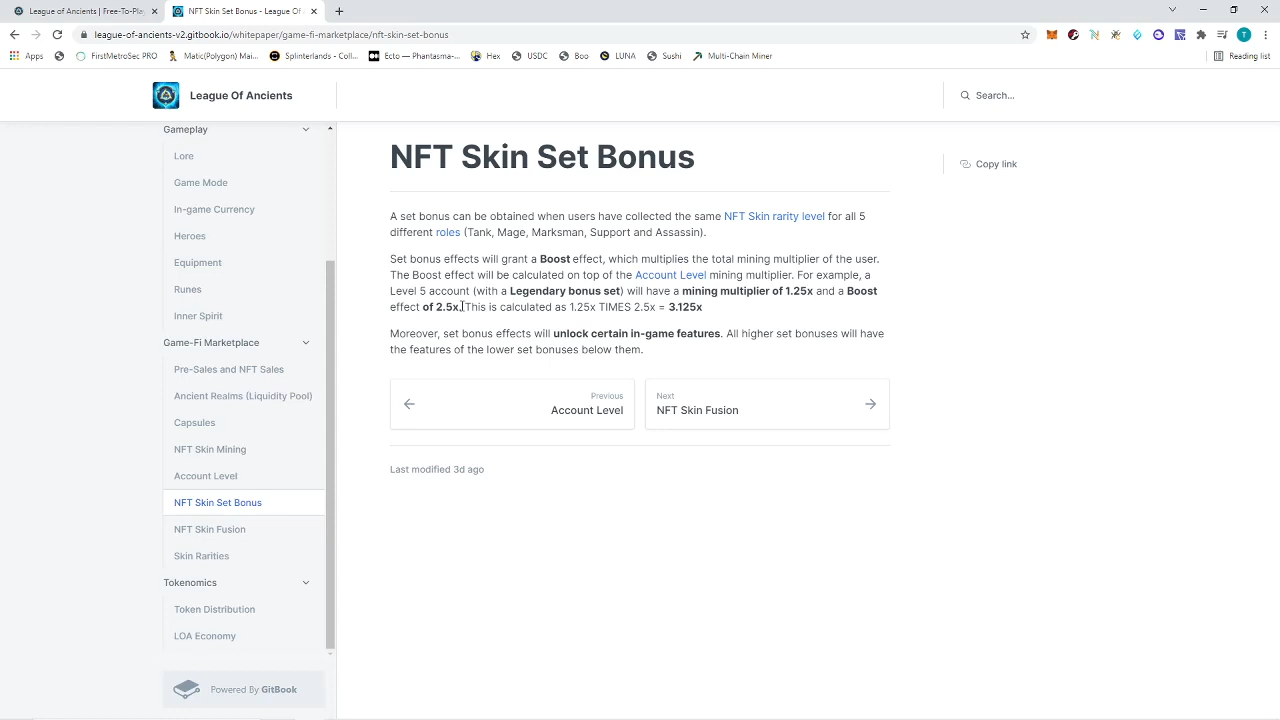 League of Ancients | Free-To-Play
NFT Skin Set Bonus - League Of A
league-of-ancients-v2.gitbook.io/whitepaper/game-fi-marketplace/nft-skin-set-bonus
T
Apps
FirstMetroSec PRO
Matic(Polygon) Mai...
Splinterlands - Coll...
Ecto — Phantasma-...
Hex
USDC
Boo
LUNA
Sushi
Multi-Chain Miner
Reading list
League Of Ancients
Search...
Gameplay
Lore
Game Mode
In-game Currency
Heroes
Equipment
Runes
Inner Spirit
Game-Fi Marketplace
Pre-Sales and NFT Sales
Ancient Realms (Liquidity Pool)
Capsules
NFT Skin Mining
Account Level
NFT Skin Set Bonus
NFT Skin Fusion
Skin Rarities
Tokenomics
Token Distribution
LOA Economy
Powered By GitBook
NFT Skin Set Bonus
Copy link
A set bonus can be obtained when users have collected the same NFT Skin rarity level for all 5
different roles (Tank, Mage, Marksman, Support and Assassin).
Set bonus effects will grant a Boost effect, which multiplies the total mining multiplier of the user.
The Boost effect will be calculated on top of the Account Level mining multiplier. For example, a
Level 5 account (with a Legendary bonus set) will have a mining multiplier of 1.25x and a Boost
effect of 2.5x. This is calculated as 1.25x TIMES 2.5x = 3.125x
Moreover, set bonus effects will unlock certain in-game features. All higher set bonuses will have
the features of the lower set bonuses below them.
Previous
Account Level
Next
NFT Skin Fusion
Last modified 3d ago